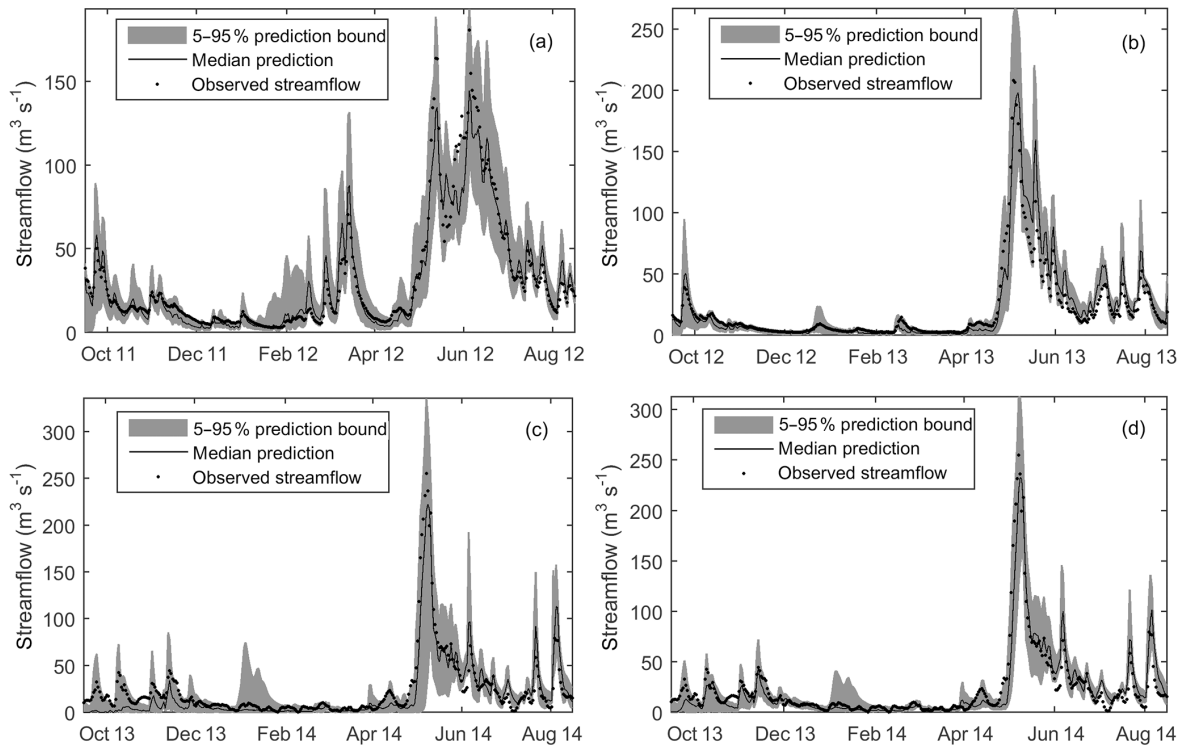 5–95 % prediction bound
Median prediction
Observed streamflow
(a)
Streamflow (m³ s⁻¹)
150
100
50
0
Oct 11 Dec 11 Feb 12 Apr 12 Jun 12 Aug 12
5–95 % prediction bound
Median prediction
Observed streamflow
(b)
Streamflow (m³ s⁻¹)
250
200
150
100
50
0
Oct 12 Dec 12 Feb 13 Apr 13 Jun 13 Aug 13
5–95 % prediction bound
Median prediction
Observed streamflow
(c)
Streamflow (m³ s⁻¹)
300
250
200
150
100
50
0
Oct 13 Dec 13 Feb 14 Apr 14 Jun 14 Aug 14
5–95 % prediction bound
Median prediction
Observed streamflow
(d)
Streamflow (m³ s⁻¹)
300
250
200
150
100
50
0
Oct 13 Dec 13 Feb 14 Apr 14 Jun 14 Aug 14